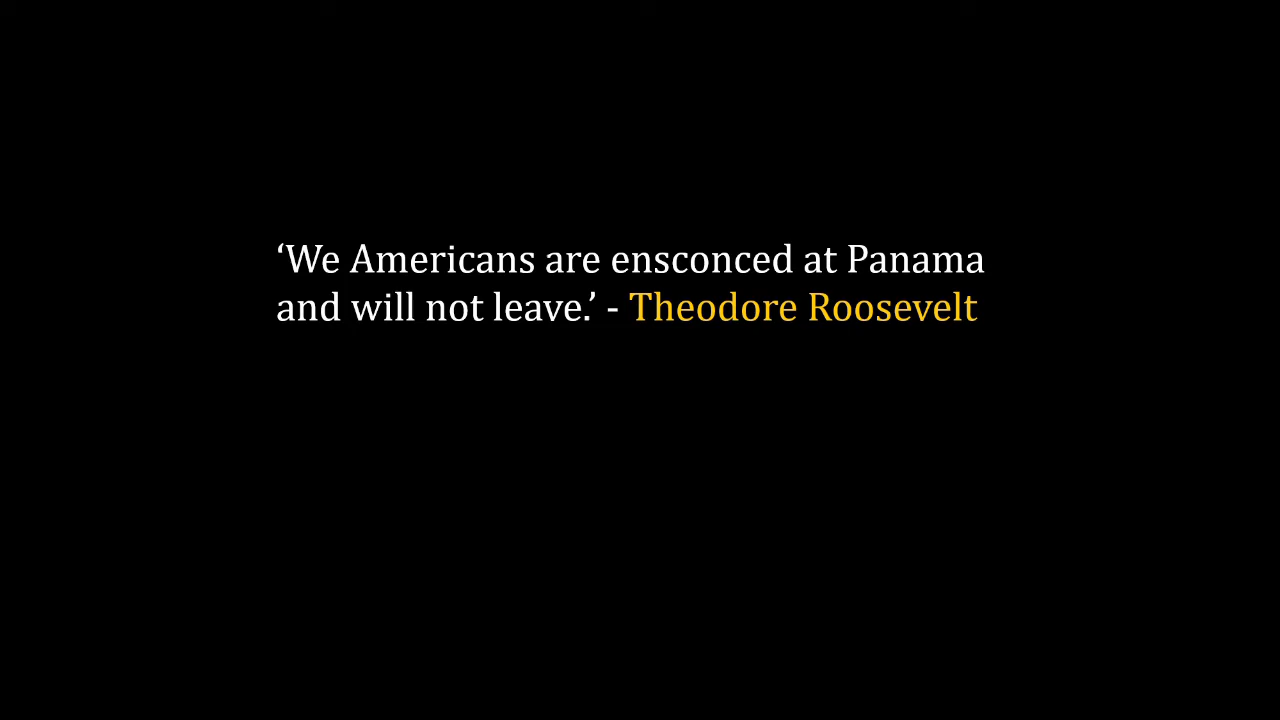 ‘We Americans are ensconced at Panama
and will not leave.’ - Theodore Roosevelt